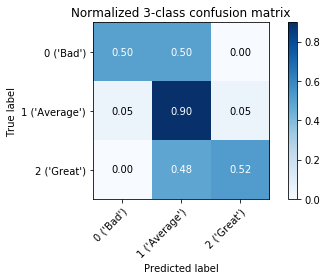 Normalized 3-class confusion matrix
True label
0 ('Bad') 0.50 0.50 0.00
1 ('Average') 0.05 0.90 0.05
2 ('Great') 0.00 0.48 0.52
0 ('Bad') 1 ('Average') 2 ('Great')
Predicted label
0.8
0.6
0.4
0.2
0.0